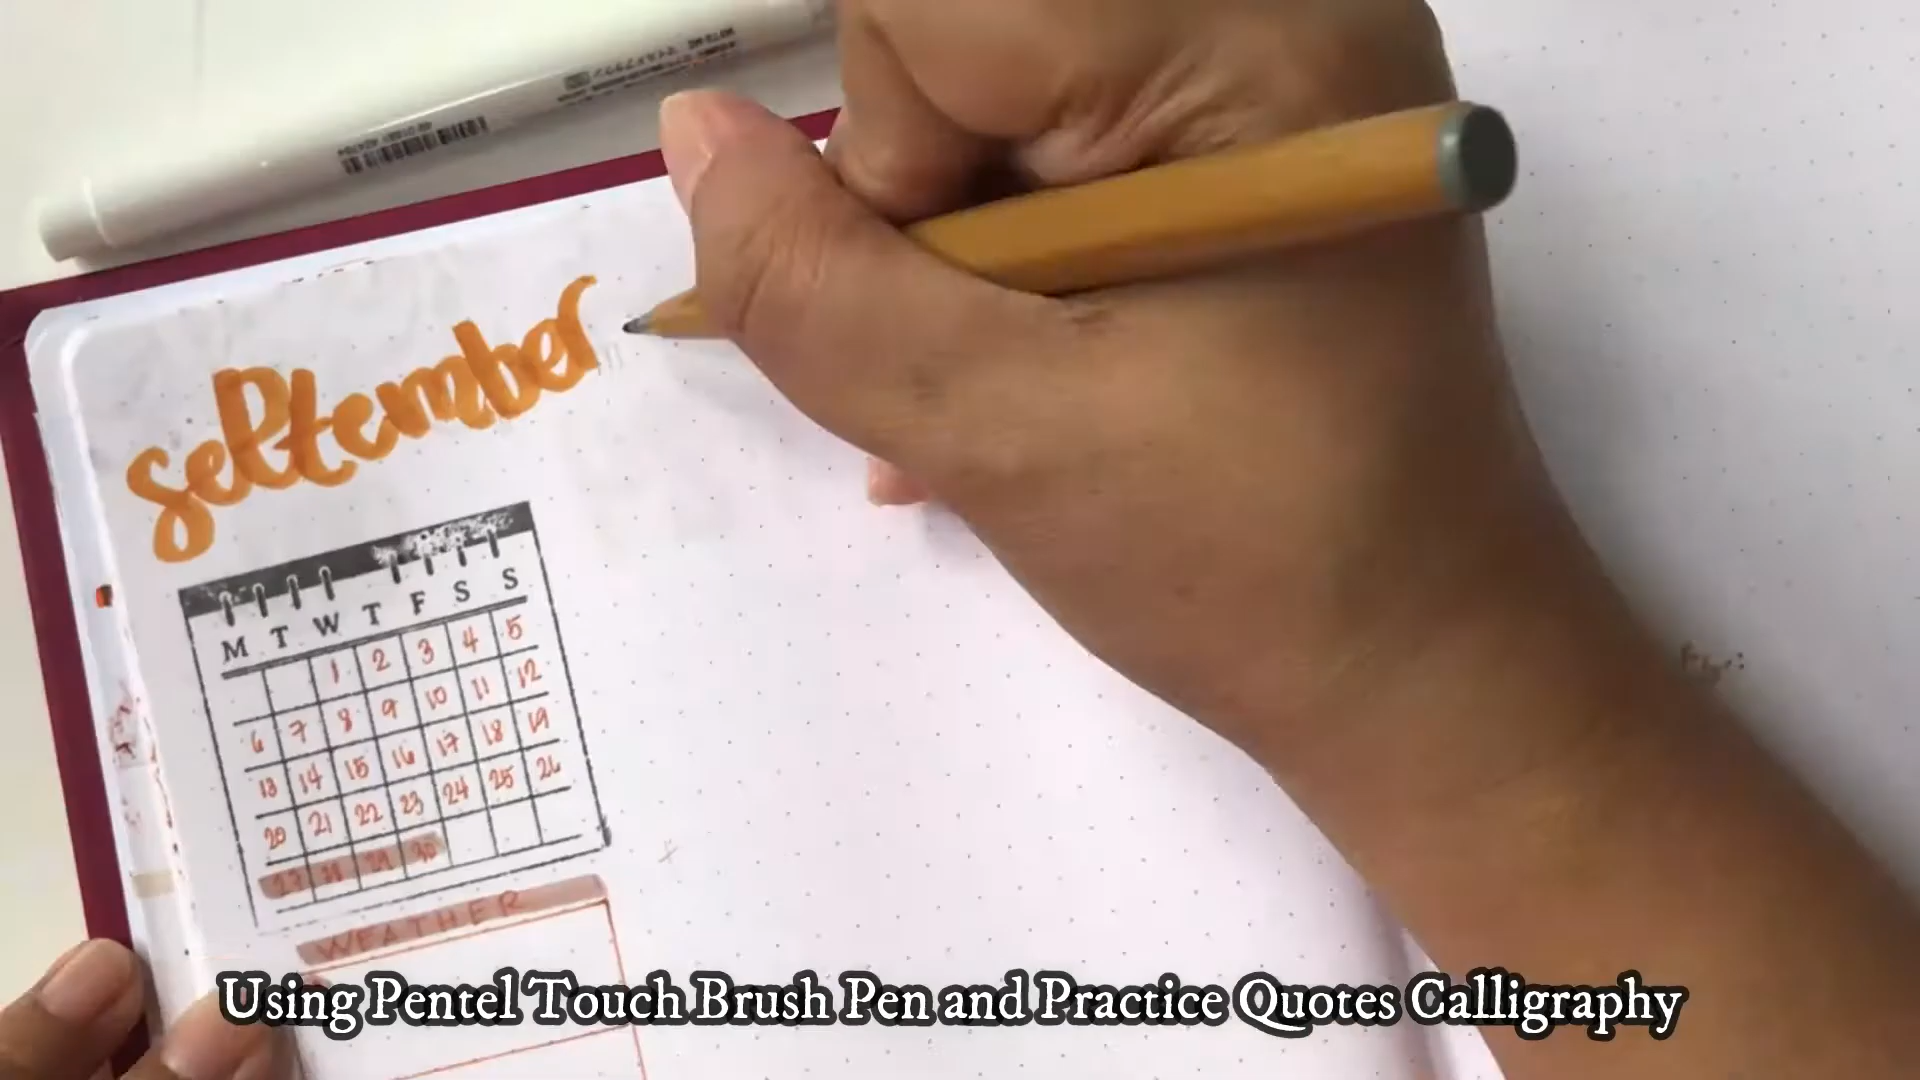 september
M T W T F S S
1 2 3 4 5
6 7 8 9 10 11 12
13 14 15 16 17 18 19
20 21 22 23 24 25 26
27 28 29 30
WEATHER
Using Pentel Touch Brush Pen and Practice Quotes Calligraphy